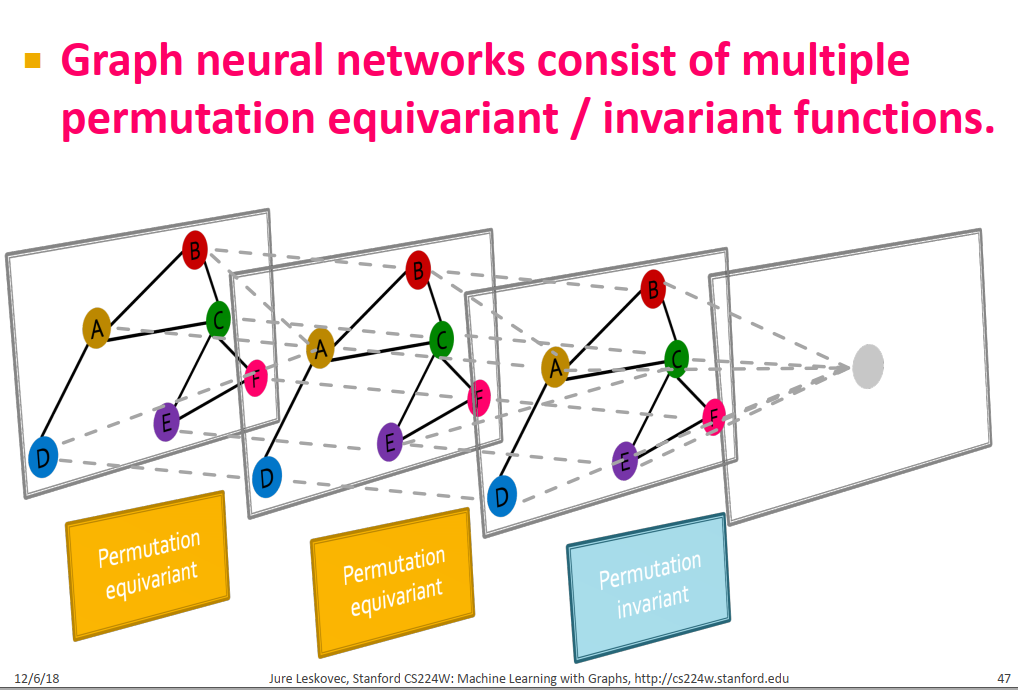 Graph neural networks consist of multiple
permutation equivariant / invariant functions.
B
A
C
F
E
D
B
A
C
F
E
D
B
A
C
F
E
D
Permutation
equivariant
Permutation
equivariant
Permutation
invariant
12/6/18
Jure Leskovec, Stanford CS224W: Machine Learning with Graphs, http://cs224w.stanford.edu
47